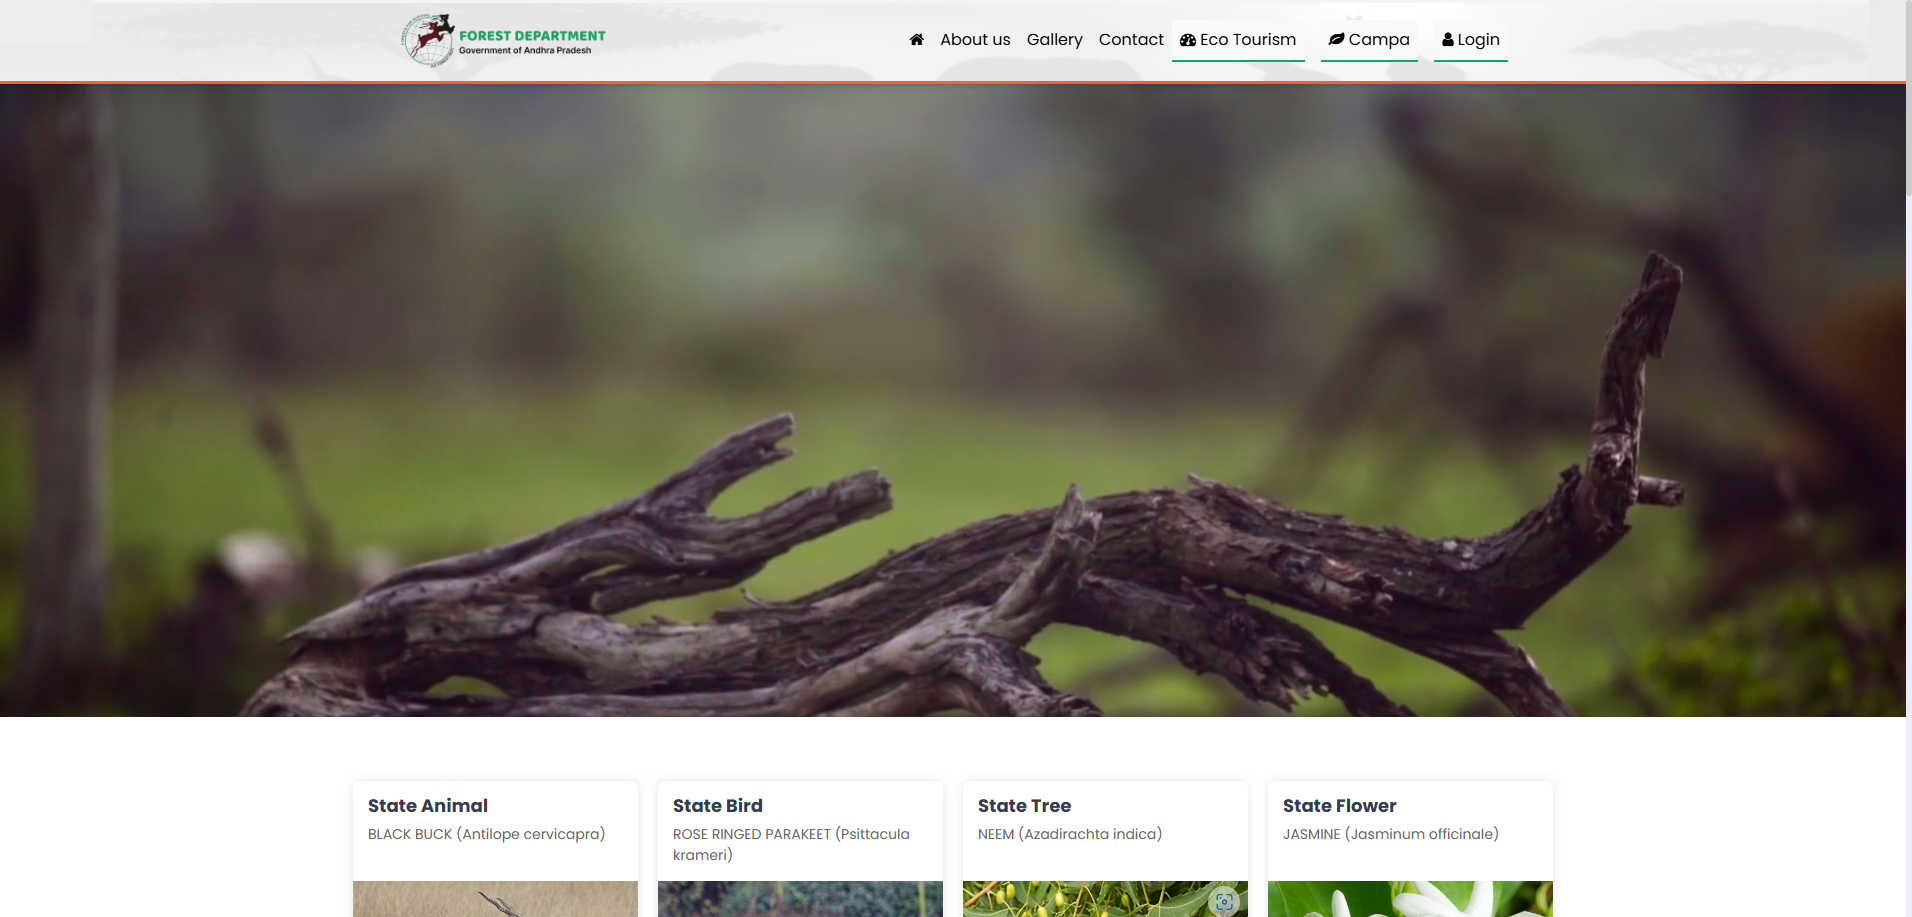 FOREST DEPARTMENT
Government of Andhra Pradesh
About us
Gallery
Contact
Eco Tourism
Campa
Login
State Animal
BLACK BUCK (Antilope cervicapra)
State Bird
ROSE RINGED PARAKEET (Psittacula
krameri)
State Tree
NEEM (Azadirachta indica)
State Flower
JASMINE (Jasminum officinale)